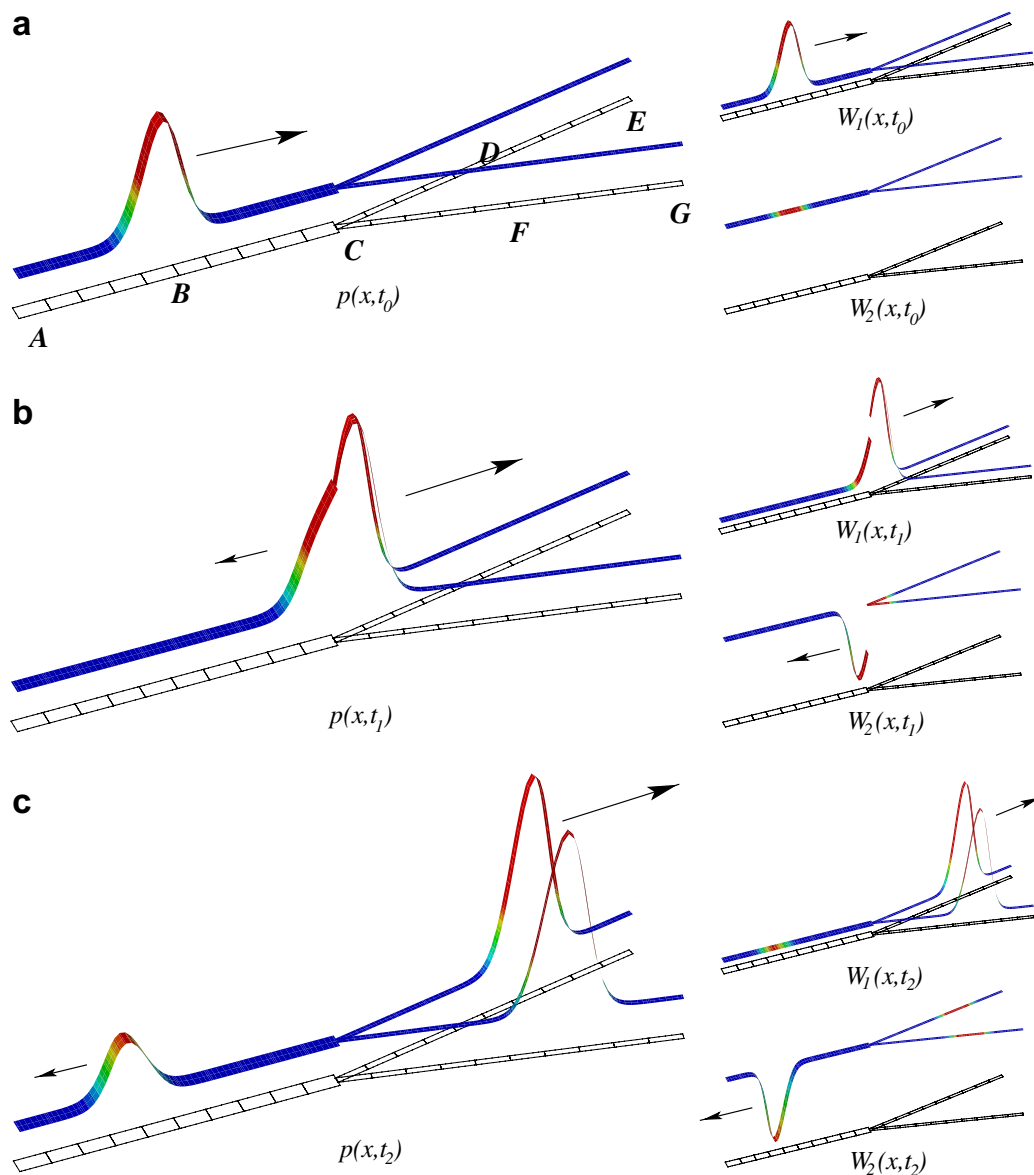 a
A
B
C
D
E
F
G
p(x,t₀)
W₁(x,t₀)
W₂(x,t₀)
b
p(x,t₁)
W₁(x,t₁)
W₂(x,t₁)
c
p(x,t₂)
W₁(x,t₂)
W₂(x,t₂)